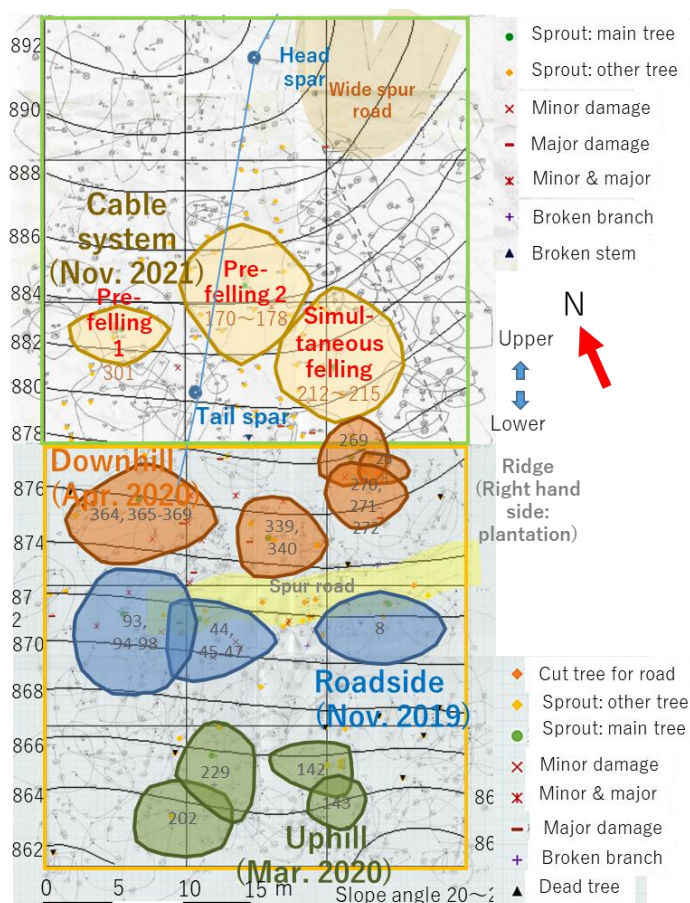 892
890
888
886
884
882
880
878
876
874
87
2
870
868
866
864
862
Head
spar
Wide spur
road
Cable
system
(Nov. 2021)
Pre-
felling 2
170～178
Pre-
felling
1
301
Simul-
taneous
felling
212～215
Tail spar
Downhill
(Apr. 2020)
364, 365-369
339,
340
269
270,
271
272
Spur road
93,
94-98
44,
45-47
8
Roadside
(Nov. 2019)
229
142
143
202
Uphill
(Mar. 2020)
86
86
0
5
10
15 m
Slope angle 20～
Sprout: main tree
Sprout: other tree
Minor damage
Major damage
Minor & major
Broken branch
Broken stem
N
Upper
Lower
Ridge
(Right hand
side:
plantation)
Cut tree for road
Sprout: other tree
Sprout: main tree
Minor damage
Minor & major
Major damage
Broken branch
Dead tree